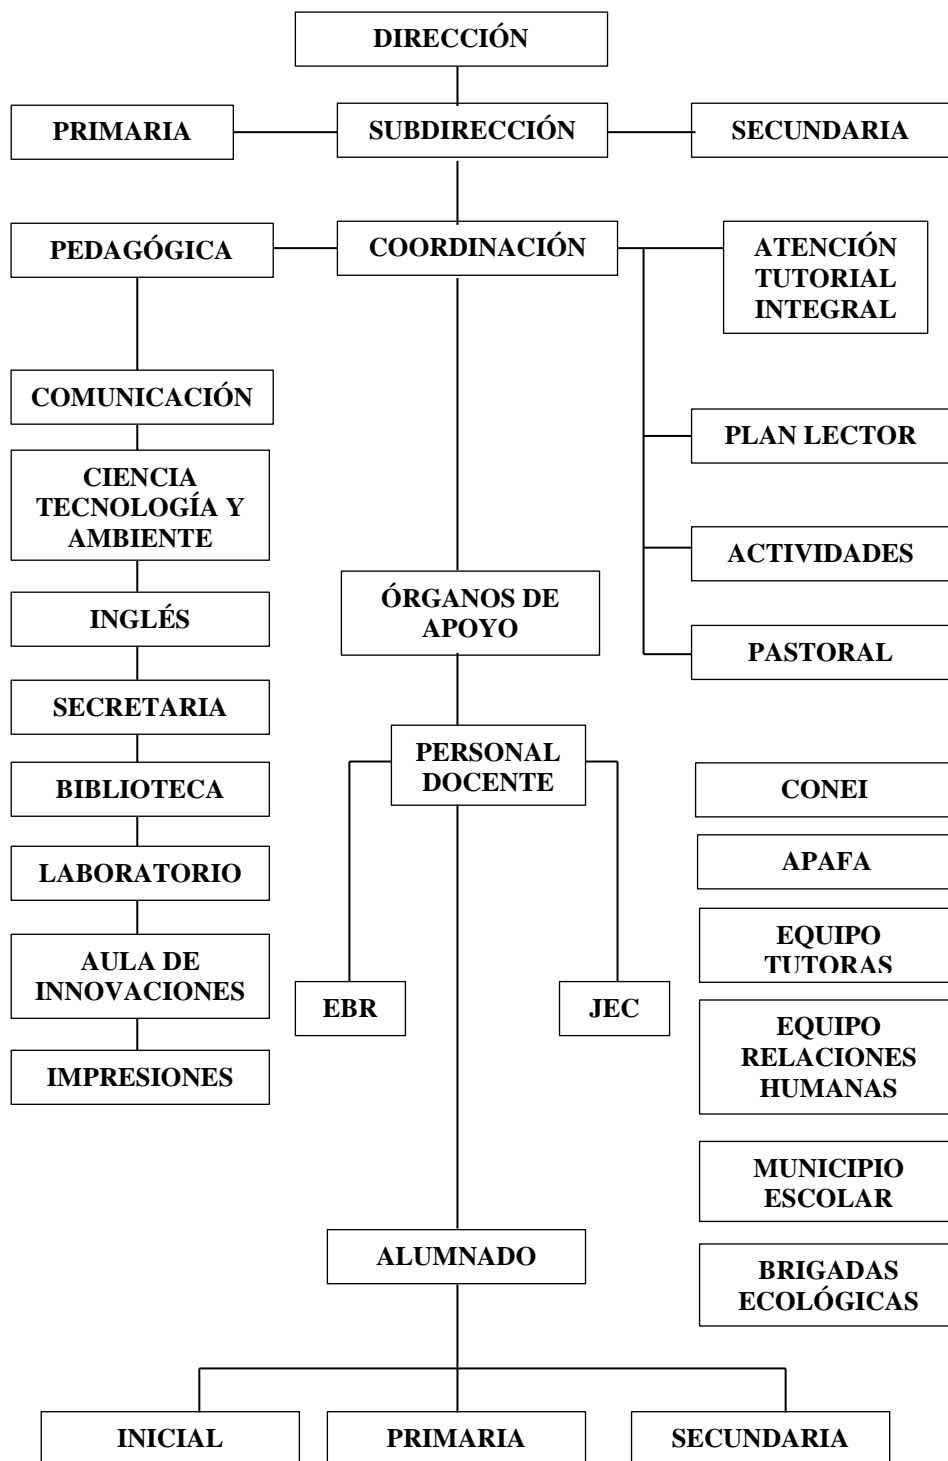 DIRECCIÓN
PRIMARIA
SUBDIRECCIÓN
SECUNDARIA
PEDAGÓGICA
COORDINACIÓN
ATENCIÓN
TUTORIAL
INTEGRAL
COMUNICACIÓN
PLAN LECTOR
CIENCIA
TECNOLOGÍA Y
AMBIENTE
ACTIVIDADES
INGLÉS
ÓRGANOS DE
APOYO
PASTORAL
SECRETARIA
PERSONAL
DOCENTE
BIBLIOTECA
CONEI
LABORATORIO
APAFA
AULA DE
INNOVACIONES
EQUIPO
TUTORAS
EBR
JEC
IMPRESIONES
EQUIPO
RELACIONES
HUMANAS
MUNICIPIO
ESCOLAR
ALUMNADO
BRIGADAS
ECOLÓGICAS
INICIAL
PRIMARIA
SECUNDARIA